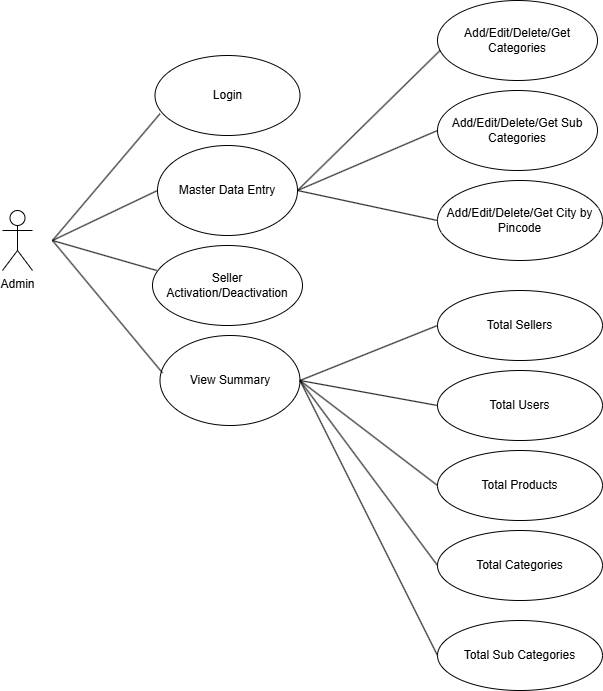 Add/Edit/Delete/Get
Categories
Login
Add/Edit/Delete/Get Sub
Categories
Master Data Entry
Add/Edit/Delete/Get City by
Pincode
Admin
Seller
Activation/Deactivation
Total Sellers
View Summary
Total Users
Total Products
Total Categories
Total Sub Categories